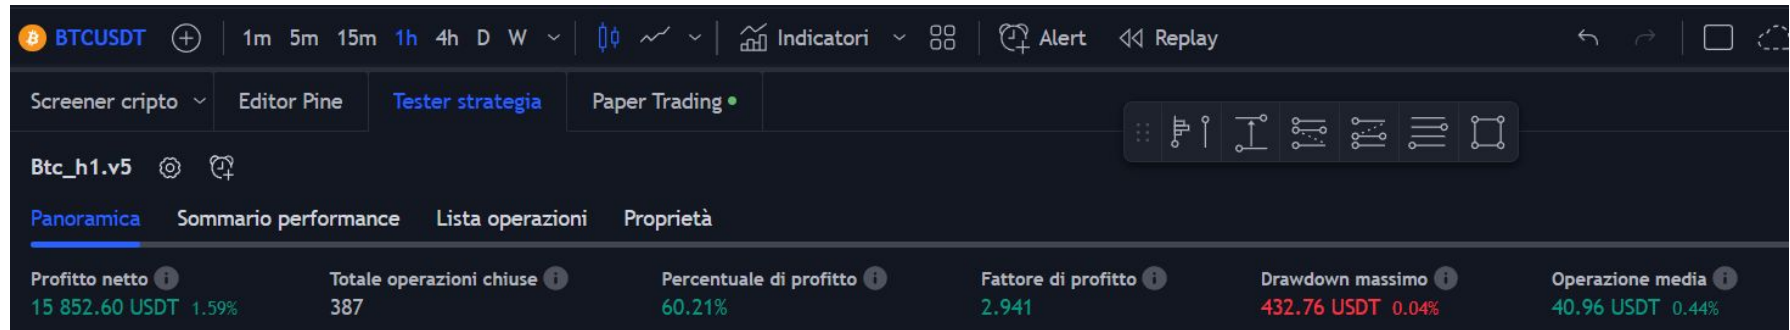 BTCUSDT 1m 5m 15m 1h 4h D W Indicatori Alert Replay
Screener cripto Editor Pine Tester strategia Paper Trading
Btc_h1.v5
Panoramica Sommario performance Lista operazioni Proprietà
Profitto netto Totale operazioni chiuse Percentuale di profitto Fattore di profitto Drawdown massimo Operazione media
15 852.60 USDT 1.59% 387 60.21% 2.941 432.76 USDT 0.04% 40.96 USDT 0.44%